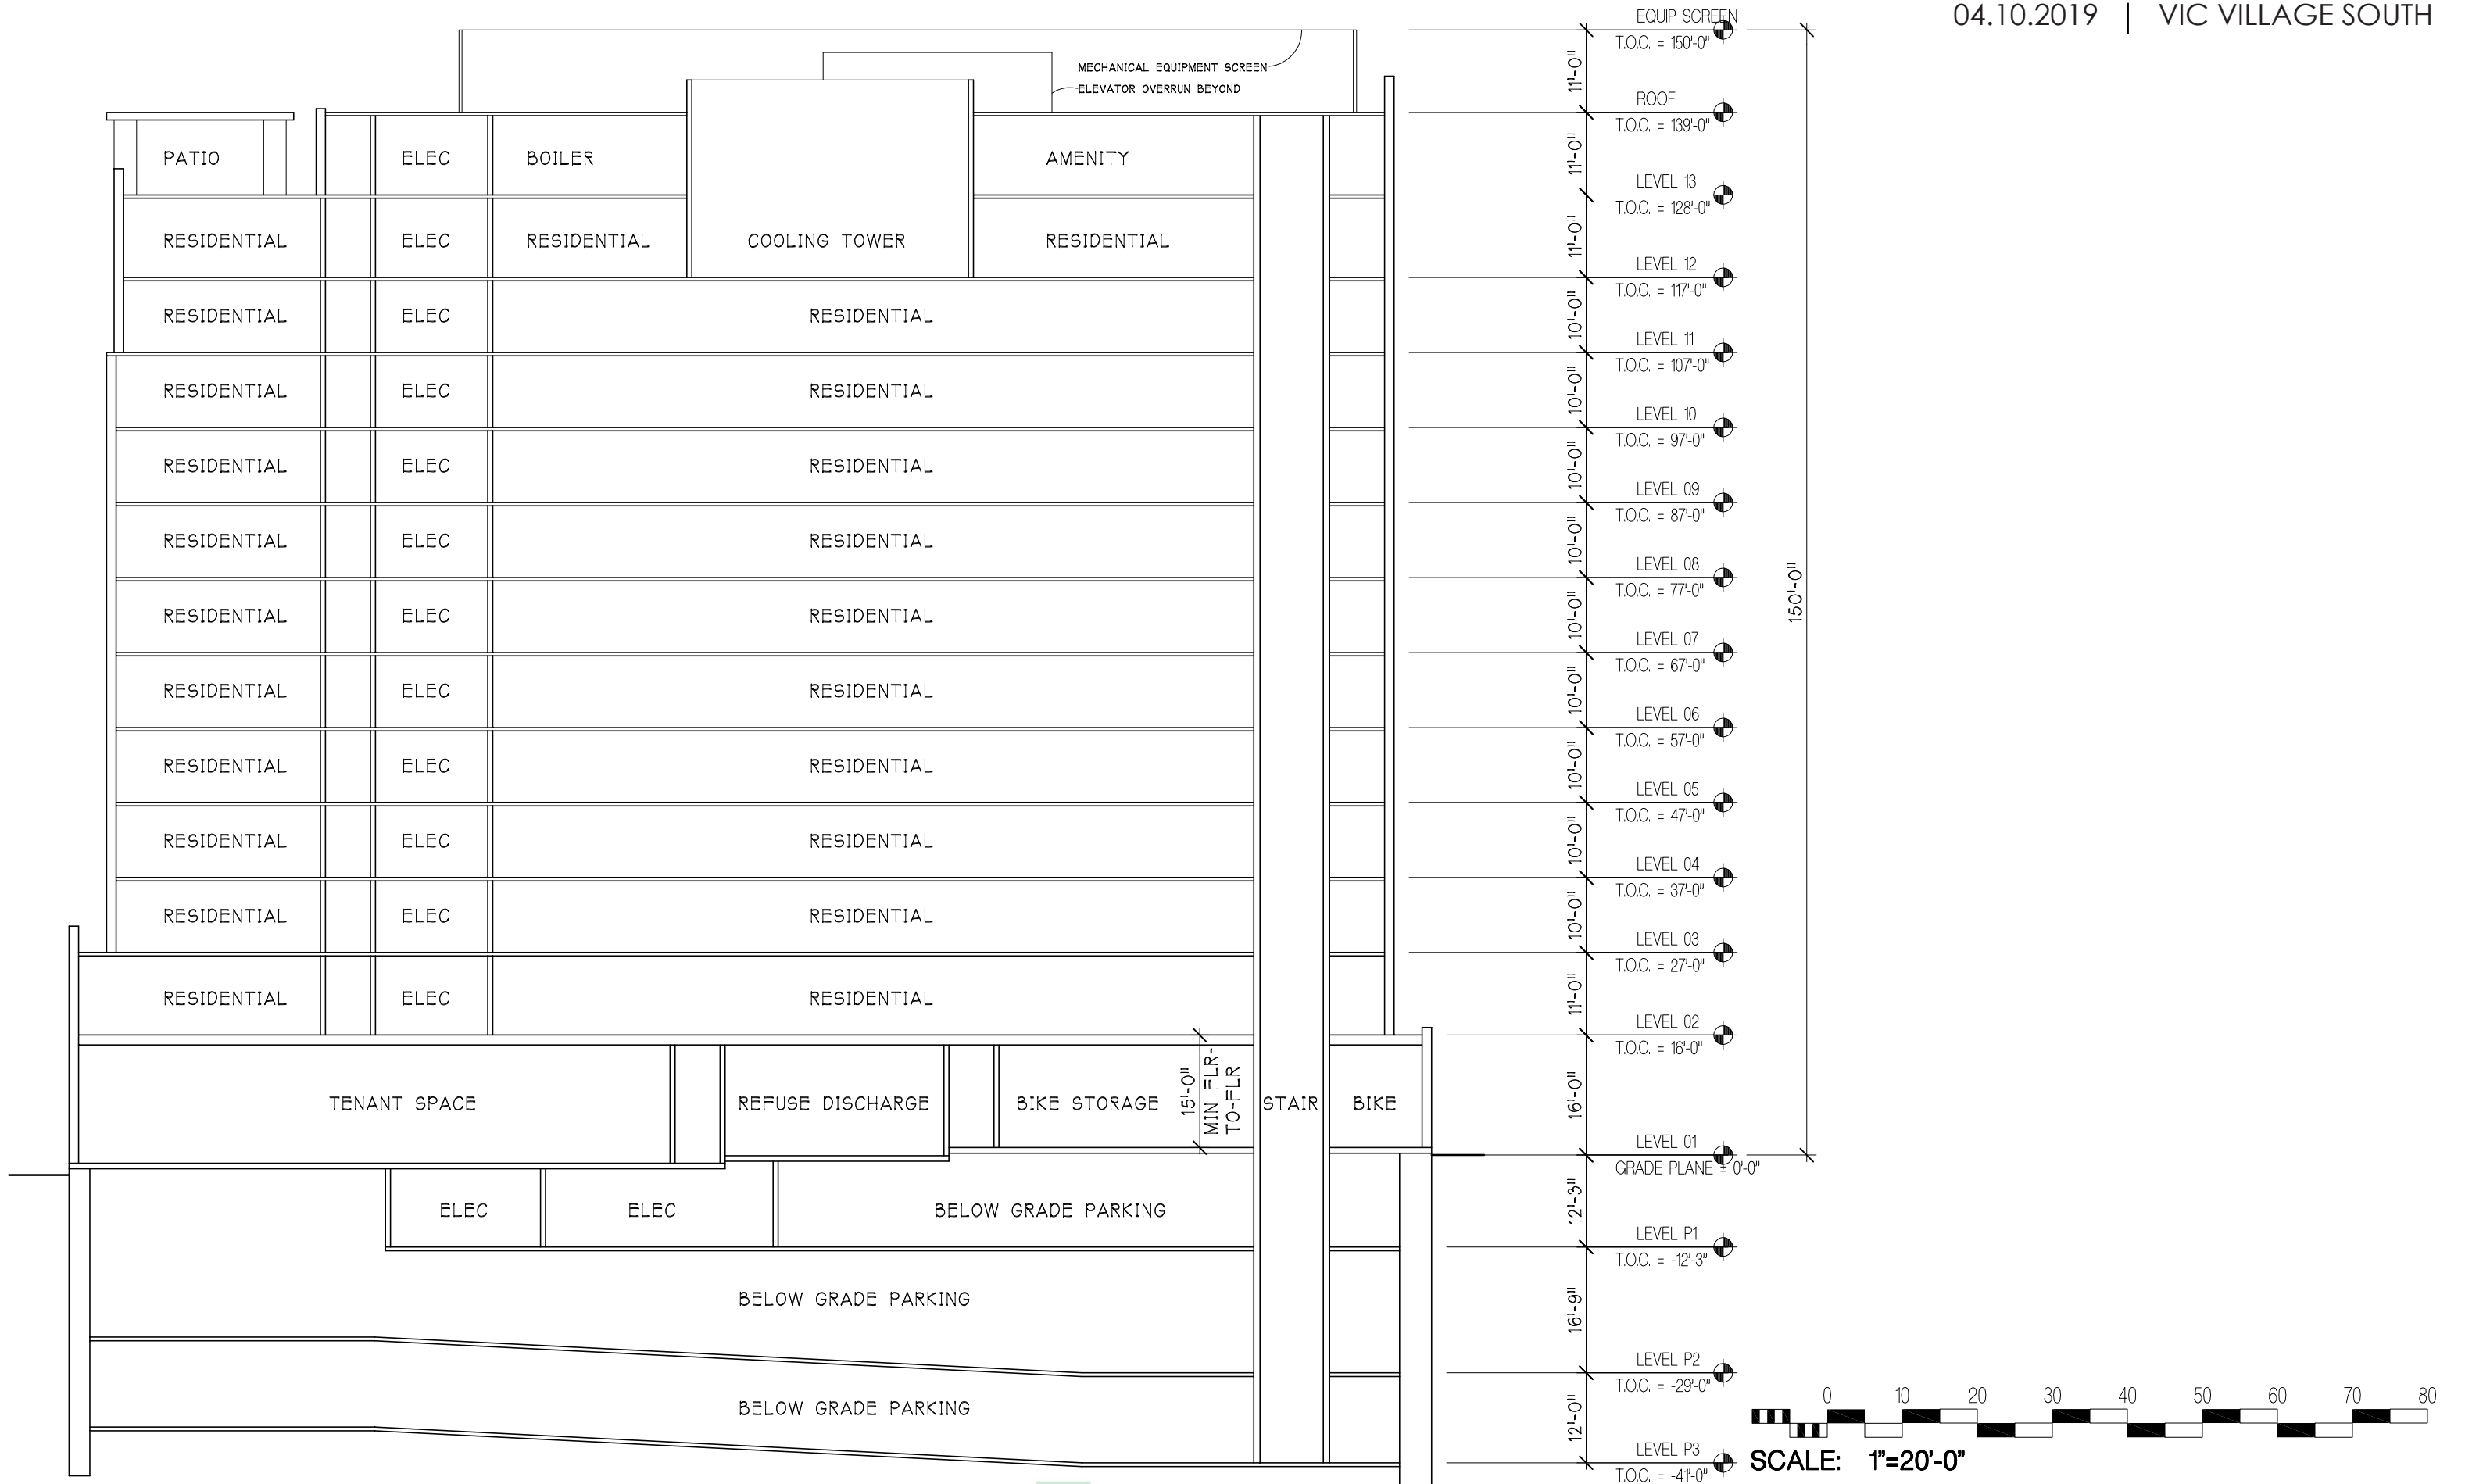 04.10.2019 | VIC VILLAGE SOUTH
EQUIP SCREEN
T.O.C. = 150'-0"
MECHANICAL EQUIPMENT SCREEN
ELEVATOR OVERRUN BEYOND
11'-0"
ROOF
T.O.C. = 139'-0"
PATIO ELEC BOILER AMENITY
11'-0"
LEVEL 13
T.O.C. = 128'-0"
RESIDENTIAL ELEC RESIDENTIAL COOLING TOWER RESIDENTIAL
11'-0"
LEVEL 12
T.O.C. = 117'-0"
RESIDENTIAL ELEC RESIDENTIAL
10'-0"
LEVEL 11
T.O.C. = 107'-0"
RESIDENTIAL ELEC RESIDENTIAL
10'-0"
LEVEL 10
T.O.C. = 97'-0"
RESIDENTIAL ELEC RESIDENTIAL
10'-0"
LEVEL 09
T.O.C. = 87'-0"
RESIDENTIAL ELEC RESIDENTIAL
10'-0"
LEVEL 08
T.O.C. = 77'-0"
150'-0"
RESIDENTIAL ELEC RESIDENTIAL
10'-0"
LEVEL 07
T.O.C. = 67'-0"
RESIDENTIAL ELEC RESIDENTIAL
10'-0"
LEVEL 06
T.O.C. = 57'-0"
RESIDENTIAL ELEC RESIDENTIAL
10'-0"
LEVEL 05
T.O.C. = 47'-0"
RESIDENTIAL ELEC RESIDENTIAL
10'-0"
LEVEL 04
T.O.C. = 37'-0"
RESIDENTIAL ELEC RESIDENTIAL
10'-0"
LEVEL 03
T.O.C. = 27'-0"
RESIDENTIAL ELEC RESIDENTIAL
11'-0"
LEVEL 02
T.O.C. = 16'-0"
TENANT SPACE REFUSE DISCHARGE BIKE STORAGE
15'-0"
MIN FLR-
TO-FLR
STAIR BIKE
16'-0"
LEVEL 01
GRADE PLANE ± 0'-0"
ELEC ELEC BELOW GRADE PARKING
12'-3"
LEVEL P1
T.O.C. = -12'-3"
BELOW GRADE PARKING
16'-9"
LEVEL P2
T.O.C. = -29'-0"
BELOW GRADE PARKING
12'-0"
LEVEL P3
T.O.C. = -41'-0"
0 10 20 30 40 50 60 70 80
SCALE: 1"=20'-0"